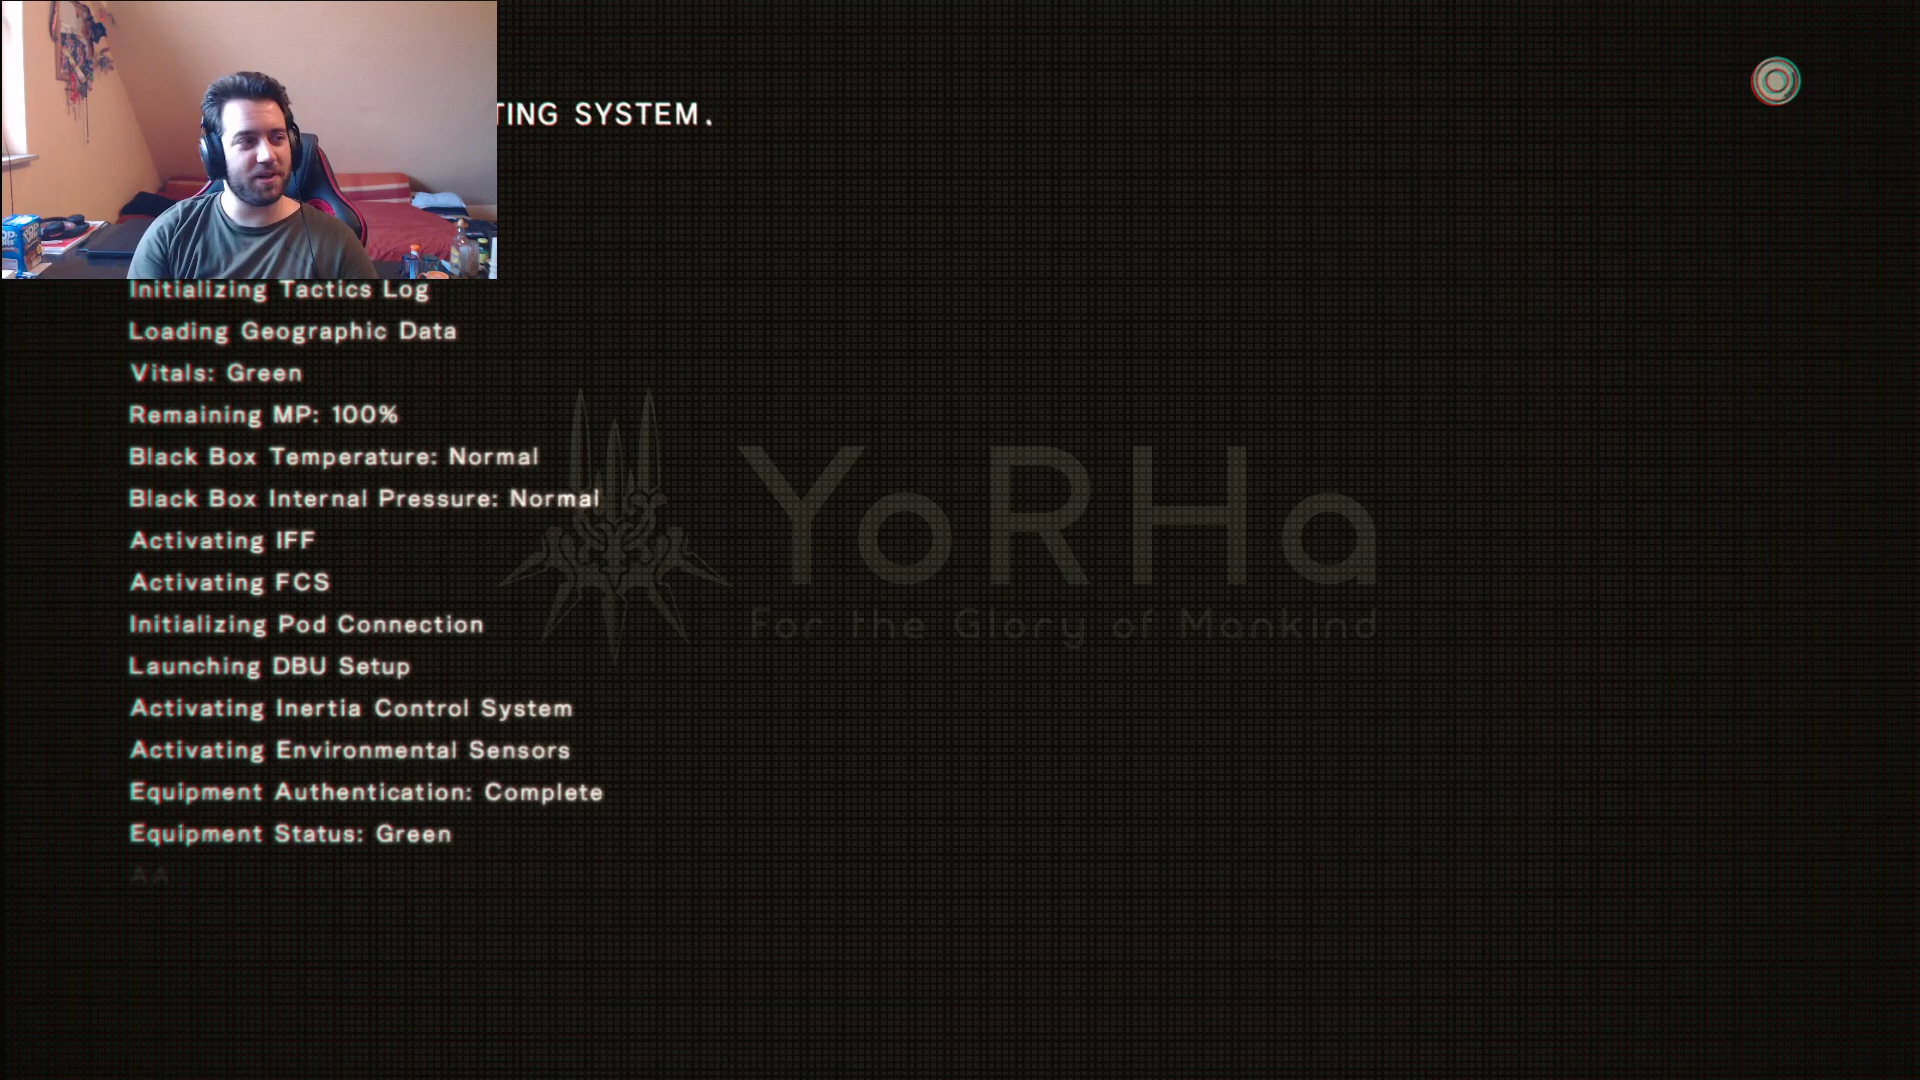 TING SYSTEM.
Initializing Tactics Log
Loading Geographic Data
Vitals: Green
Remaining MP: 100%
Black Box Temperature: Normal
Black Box Internal Pressure: Normal
Activating IFF
Activating FCS
Initializing Pod Connection
Launching DBU Setup
Activating Inertia Control System
Activating Environmental Sensors
Equipment Authentication: Complete
Equipment Status: Green
AA
YoRHa
For the Glory of Mankind